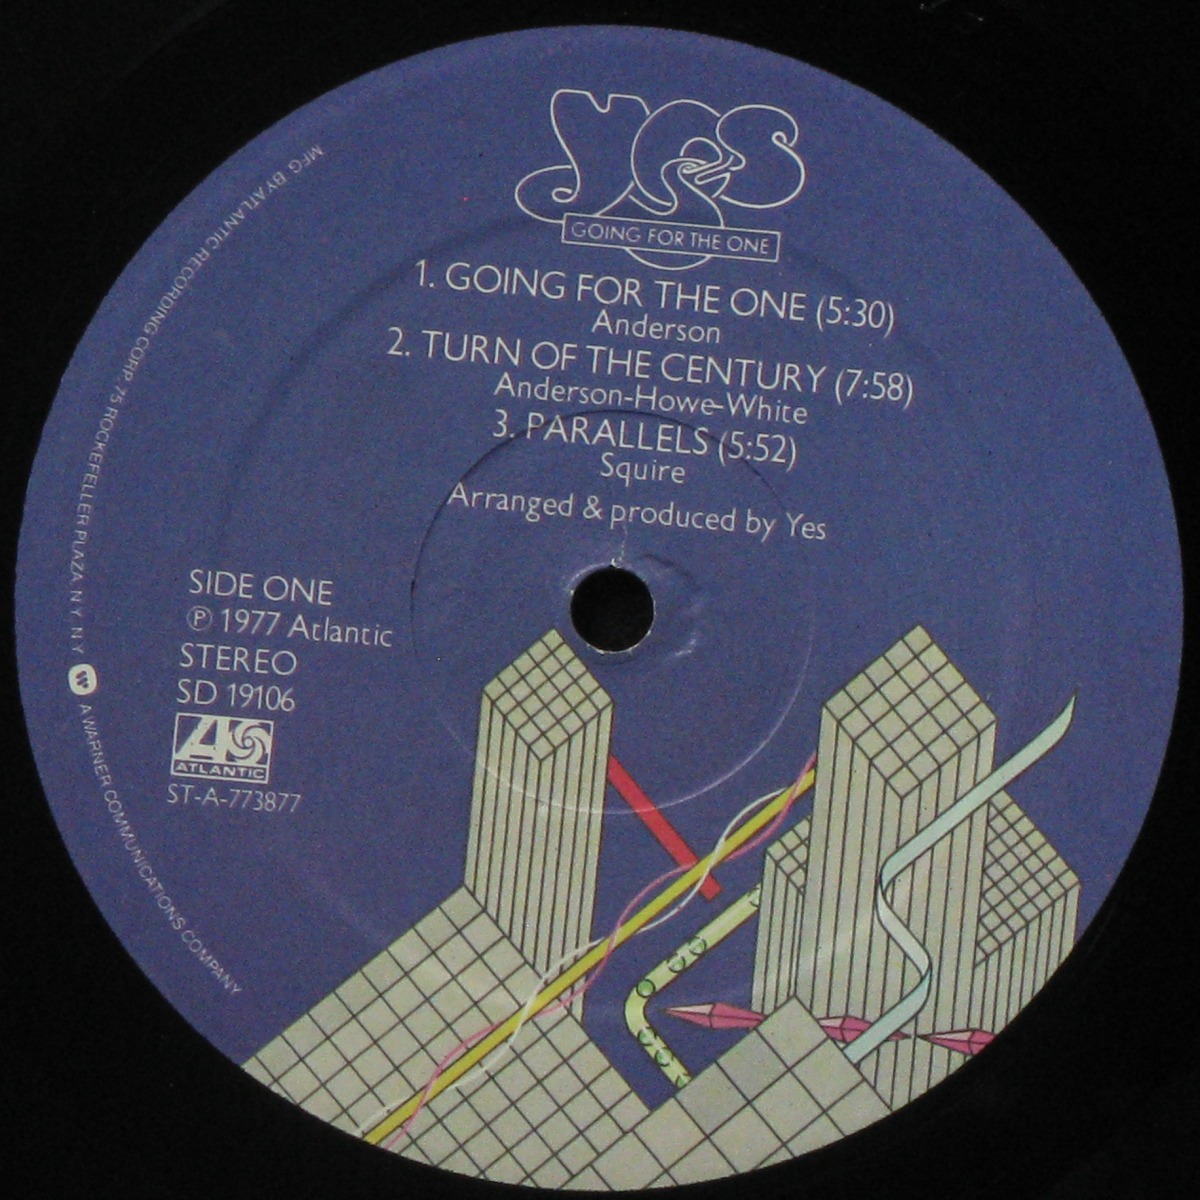 yes
GOING FOR THE ONE
1. GOING FOR THE ONE (5:30)
Anderson
2. TURN OF THE CENTURY (7:58)
Anderson-Howe-White
3. PARALLELS (5:52)
Squire
Arranged & produced by Yes
SIDE ONE
℗ 1977 Atlantic
STEREO
SD 19106
ATLANTIC
ST-A-773877
MFG. BY ATLANTIC RECORDING CORP. 75 ROCKEFELLER PLAZA N.Y. N.Y. A WARNER COMMUNICATIONS COMPANY